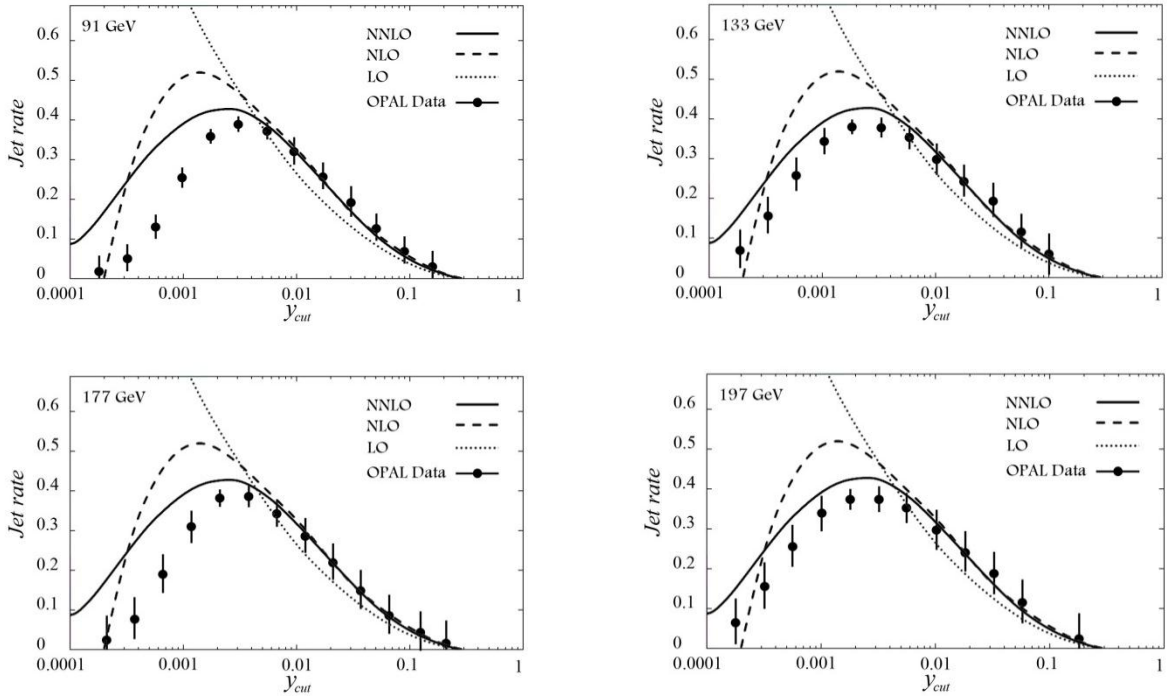 91 GeV
NNLO
NLO
LO
OPAL Data
Jet rate
0.6
0.5
0.4
0.3
0.2
0.1
0
0.0001 0.001 0.01 0.1 1
y_cut
133 GeV
NNLO
NLO
LO
OPAL Data
Jet rate
0.6
0.5
0.4
0.3
0.2
0.1
0
0.0001 0.001 0.01 0.1 1
y_cut
177 GeV
NNLO
NLO
LO
OPAL Data
Jet rate
0.6
0.5
0.4
0.3
0.2
0.1
0
0.0001 0.001 0.01 0.1 1
y_cut
197 GeV
NNLO
NLO
LO
OPAL Data
Jet rate
0.6
0.5
0.4
0.3
0.2
0.1
0
0.0001 0.001 0.01 0.1 1
y_cut